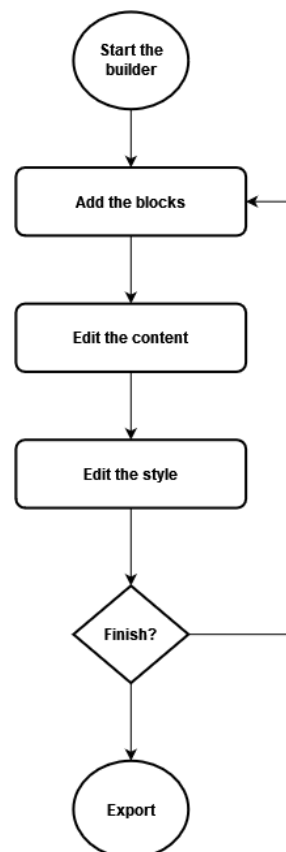 Start the
builder
Add the blocks
Edit the content
Edit the style
Finish?
Export